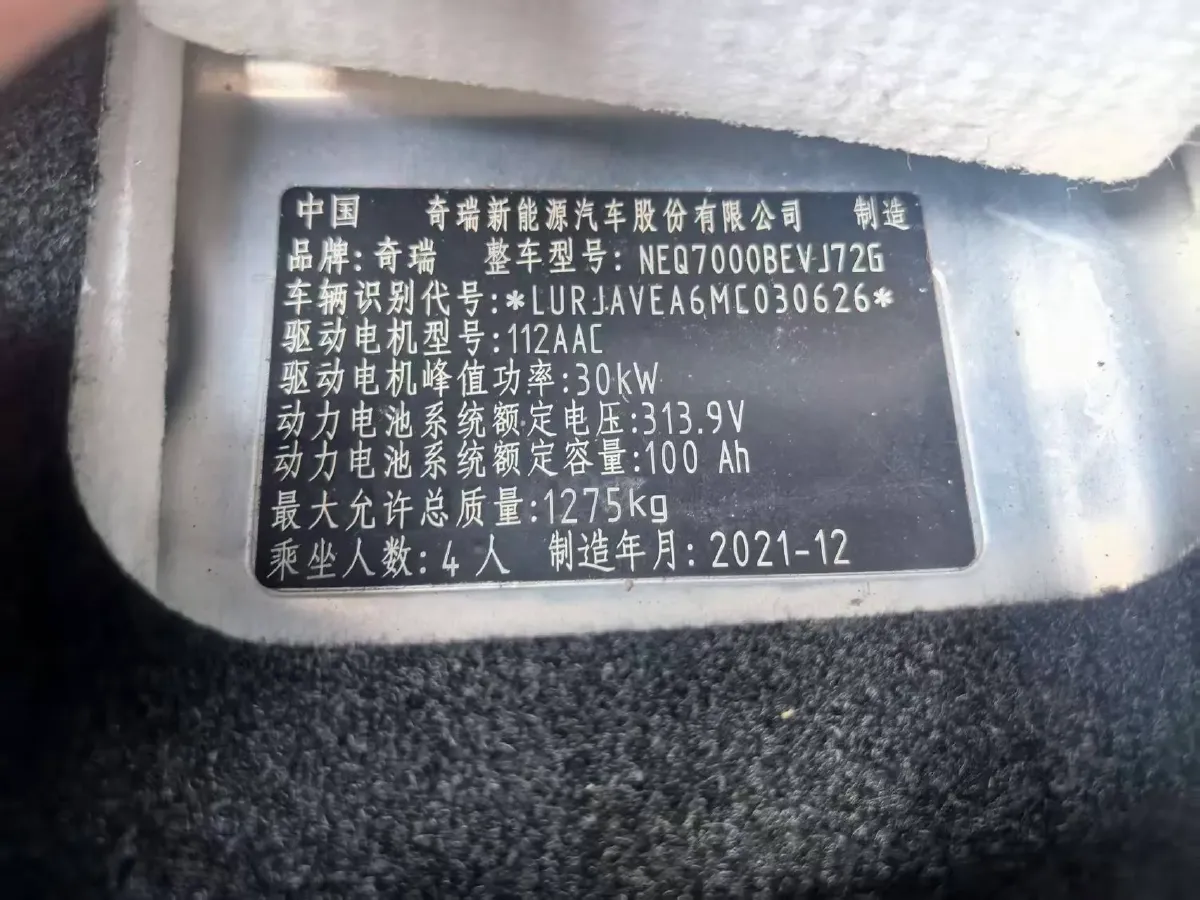 中国 奇瑞新能源汽车股份有限公司 制造
品牌:奇瑞 整车型号:NEQ7000BEVJ72G
车辆识别代号:*LURJAVEA6MC030626*
驱动电机型号:112AAC
驱动电机峰值功率:30kW
动力电池系统额定电压:313.9V
动力电池系统额定容量:100 Ah
最大允许总质量:1275kg
乘坐人数:4人 制造年月:2021-12